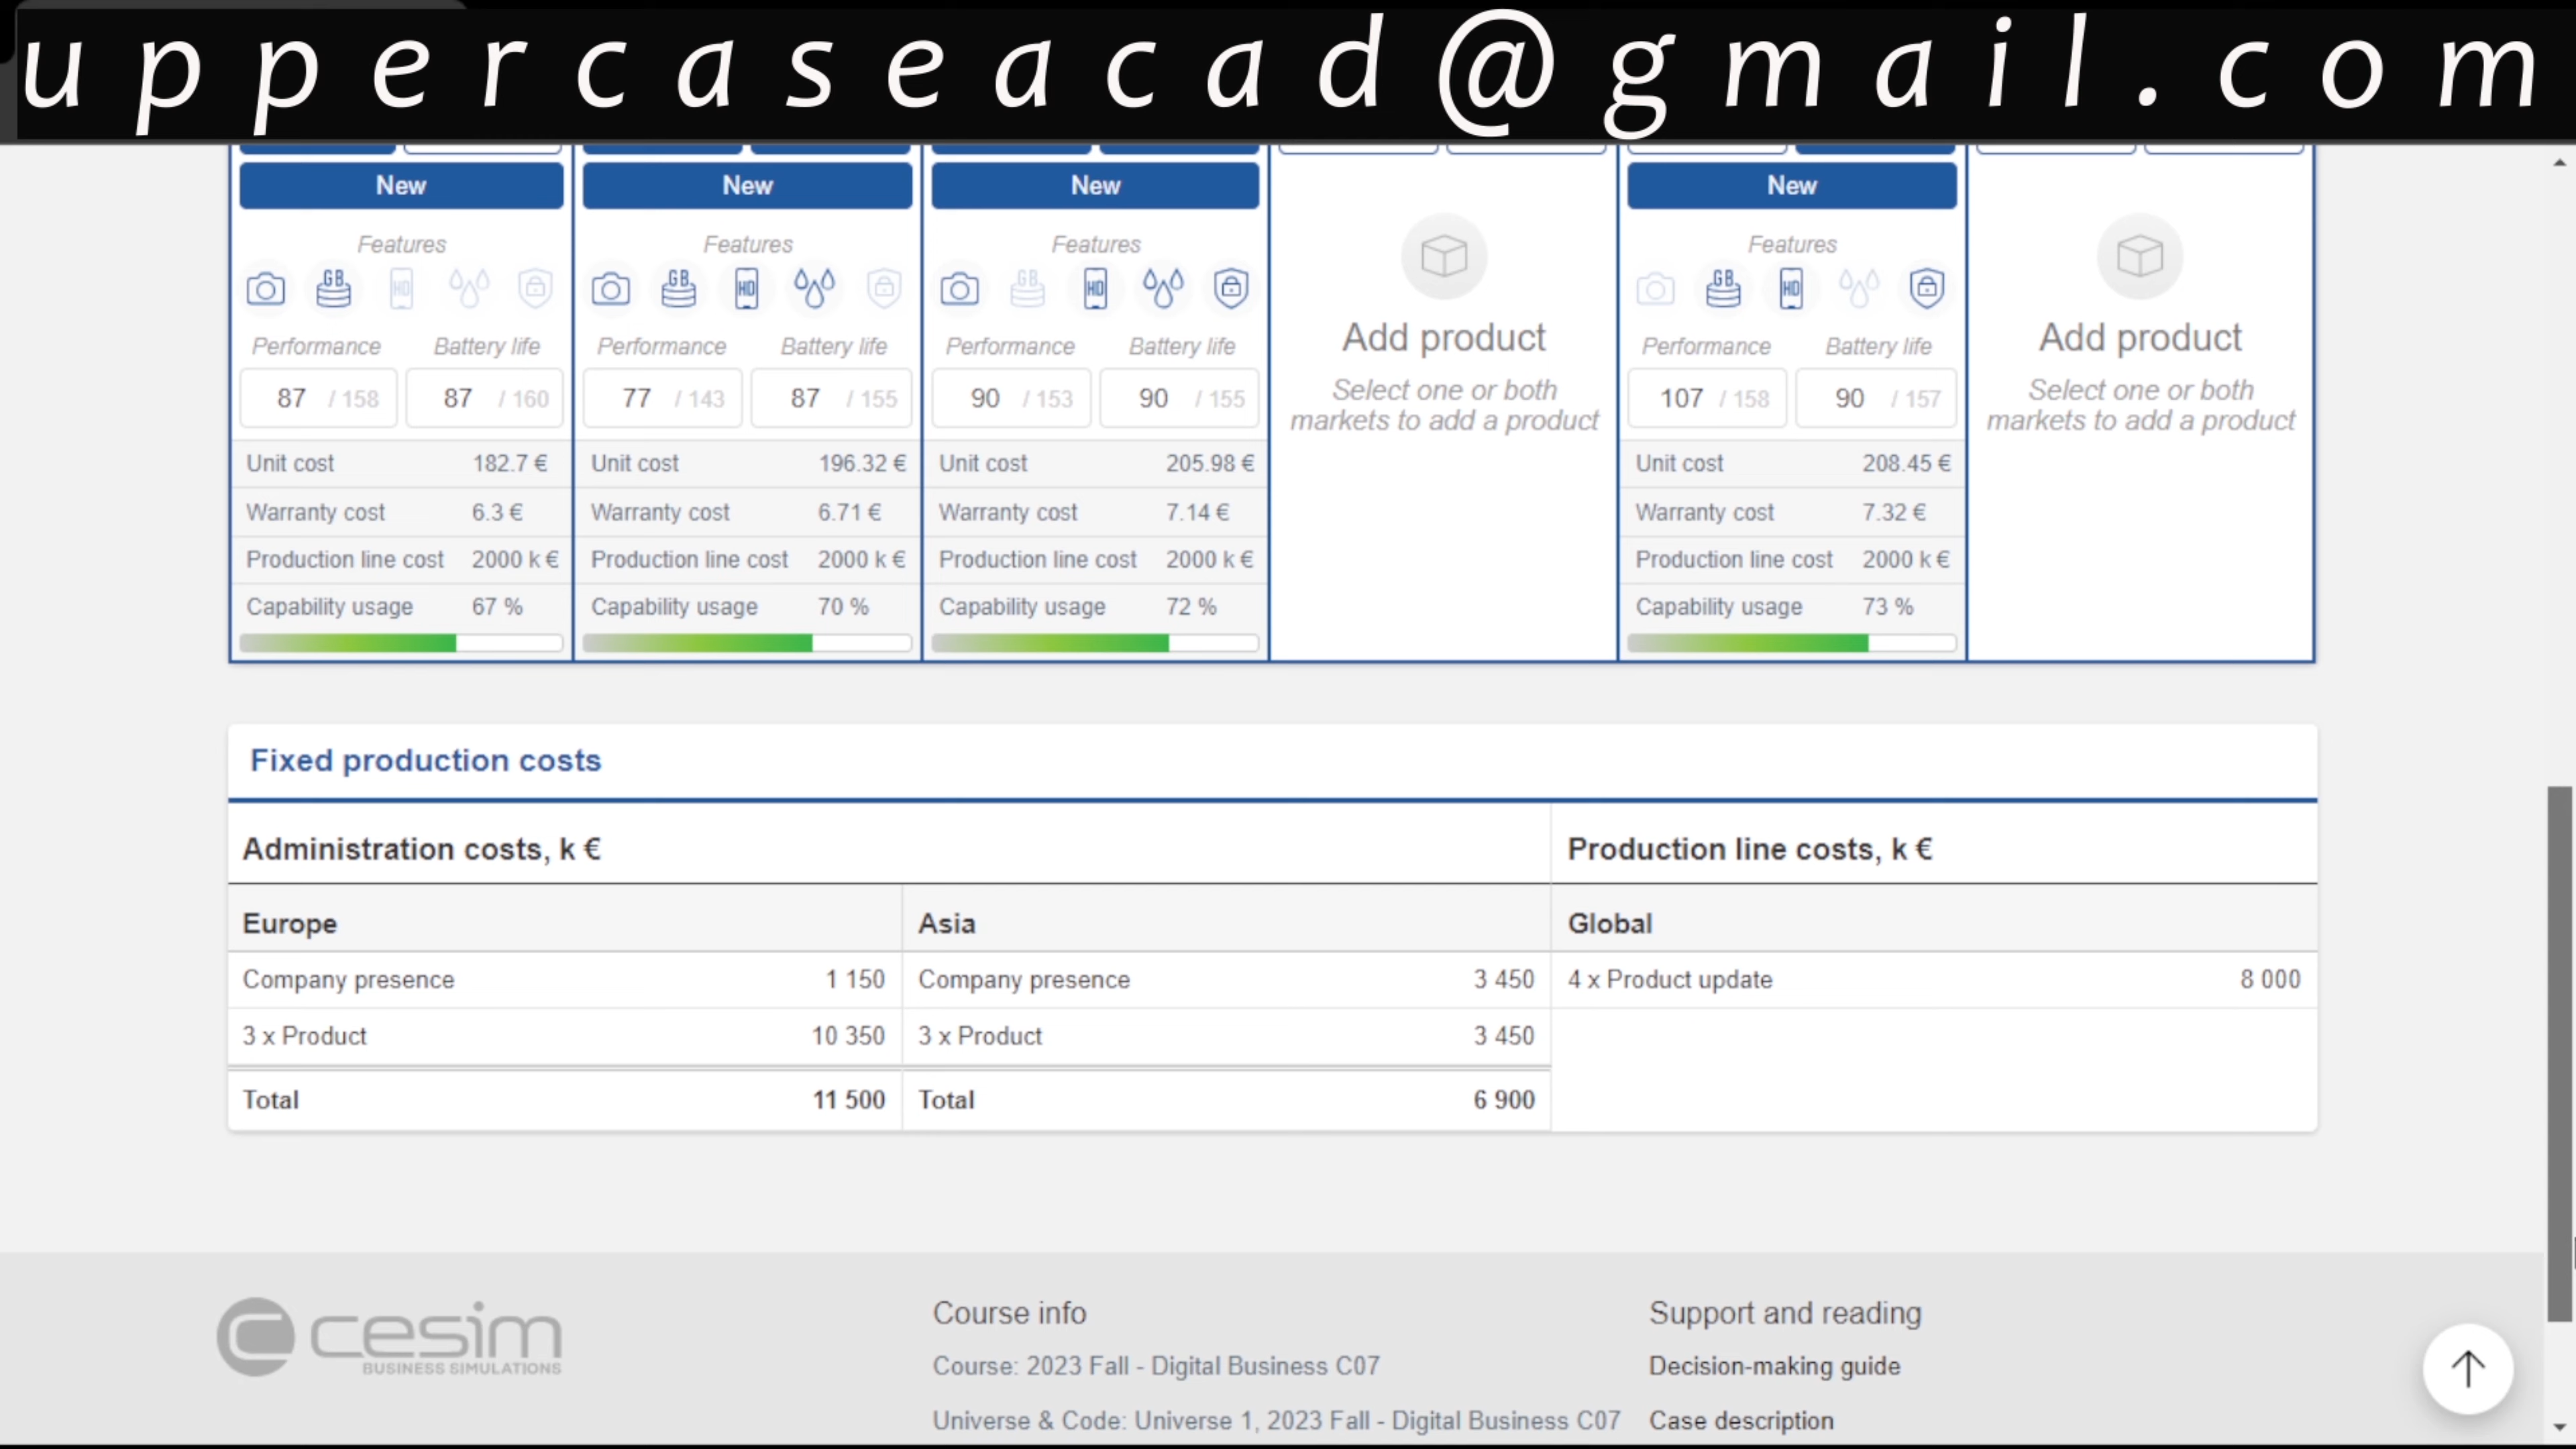 uppercaseacad@gmail.com
New New New New
Features Features Features Features
GB HD GB HD GB HD GB HD
Performance Battery life Performance Battery life Performance Battery life Add product Performance Battery life Add product
87 / 158 87 / 160 77 / 143 87 / 155 90 / 153 90 / 155 Select one or both 107 / 158 90 / 157 Select one or both
markets to add a product markets to add a product
Unit cost 182.7 € Unit cost 196.32 € Unit cost 205.98 € Unit cost 208.45 €
Warranty cost 6.3 € Warranty cost 6.71 € Warranty cost 7.14 € Warranty cost 7.32 €
Production line cost 2000 k € Production line cost 2000 k € Production line cost 2000 k € Production line cost 2000 k €
Capability usage 67 % Capability usage 70 % Capability usage 72 % Capability usage 73 %
Fixed production costs
Administration costs, k € Production line costs, k €
Europe Asia Global
Company presence 1 150 Company presence 3 450 4 x Product update 8 000
3 x Product 10 350 3 x Product 3 450
Total 11 500 Total 6 900
cesim
BUSINESS SIMULATIONS
Course info Support and reading
Course: 2023 Fall - Digital Business C07 Decision-making guide
Universe & Code: Universe 1, 2023 Fall - Digital Business C07 Case description